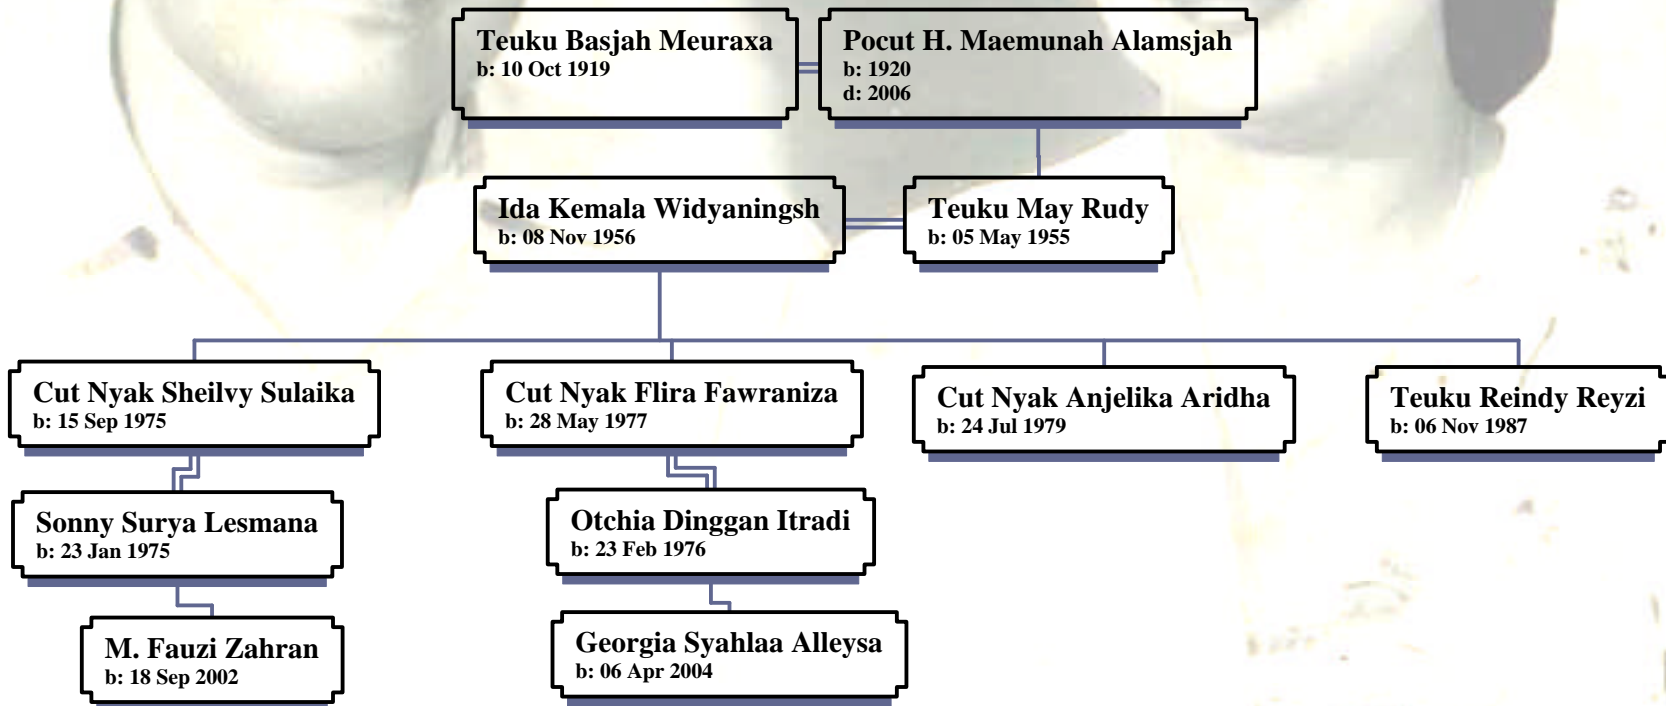 Teuku Basjah Meuraxa
b: 10 Oct 1919
Pocut H. Maemunah Alamsjah
b: 1920
d: 2006
Ida Kemala Widyaningsh
b: 08 Nov 1956
Teuku May Rudy
b: 05 May 1955
Cut Nyak Sheilvy Sulaika
b: 15 Sep 1975
Cut Nyak Flira Fawraniza
b: 28 May 1977
Cut Nyak Anjelika Aridha
b: 24 Jul 1979
Teuku Reindy Reyzi
b: 06 Nov 1987
Sonny Surya Lesmana
b: 23 Jan 1975
Otchia Dinggan Itradi
b: 23 Feb 1976
M. Fauzi Zahran
b: 18 Sep 2002
Georgia Syahlaa Alleysa
b: 06 Apr 2004